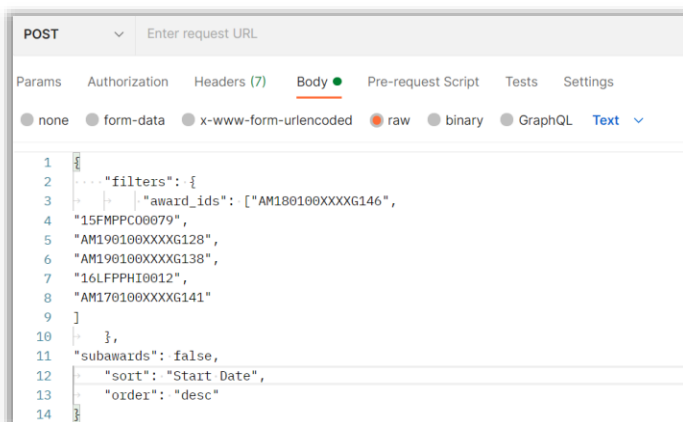 POST Enter request URL
Params Authorization Headers (7) Body Pre-request Script Tests Settings
none form-data x-www-form-urlencoded raw binary GraphQL Text
1 {
2 "filters": {
3 "award_ids": ["AM180100XXXXG146",
4 "15FMPPCO0079",
5 "AM190100XXXXG128",
6 "AM190100XXXXG138",
7 "16LFPPHI0012",
8 "AM170100XXXXG141"
9 ]
10 },
11 "subawards": false,
12 "sort": "Start Date",
13 "order": "desc"
14 }